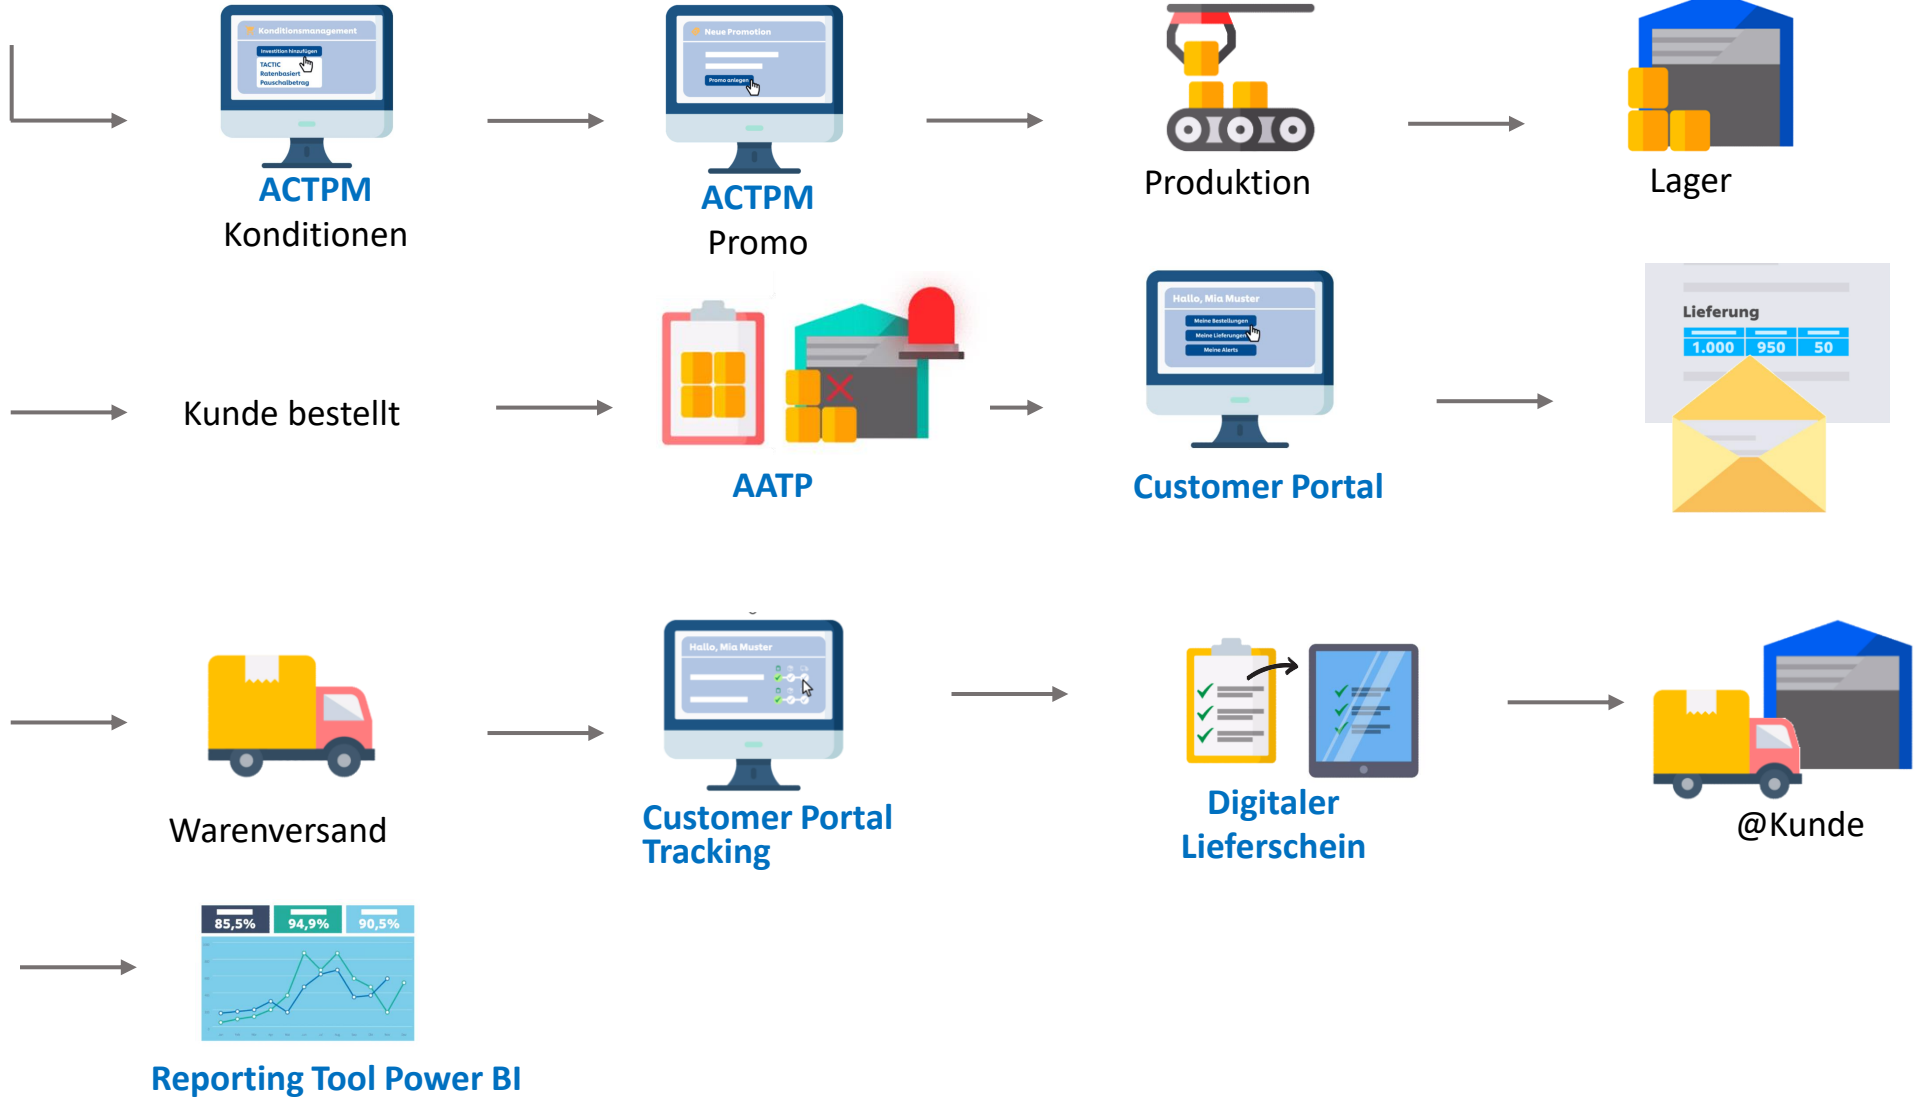 Konditionsmanagement
Investition hinzufügen
TACTIC
Ratenbasiert
Pauschalbetrag
ACTPM
Konditionen
Neue Promotion
Promo anlegen
ACTPM
Promo
Produktion
Lager
Kunde bestellt
AATP
Hallo, Mia Muster
Meine Bestellungen
Meine Lieferungen
Meine Alerts
Customer Portal
Lieferung
1.000 950 50
Warenversand
Hallo, Mia Muster
Customer Portal
Tracking
Digitaler
Lieferschein
@Kunde
85,5% 94,9% 90,5%
Reporting Tool Power BI